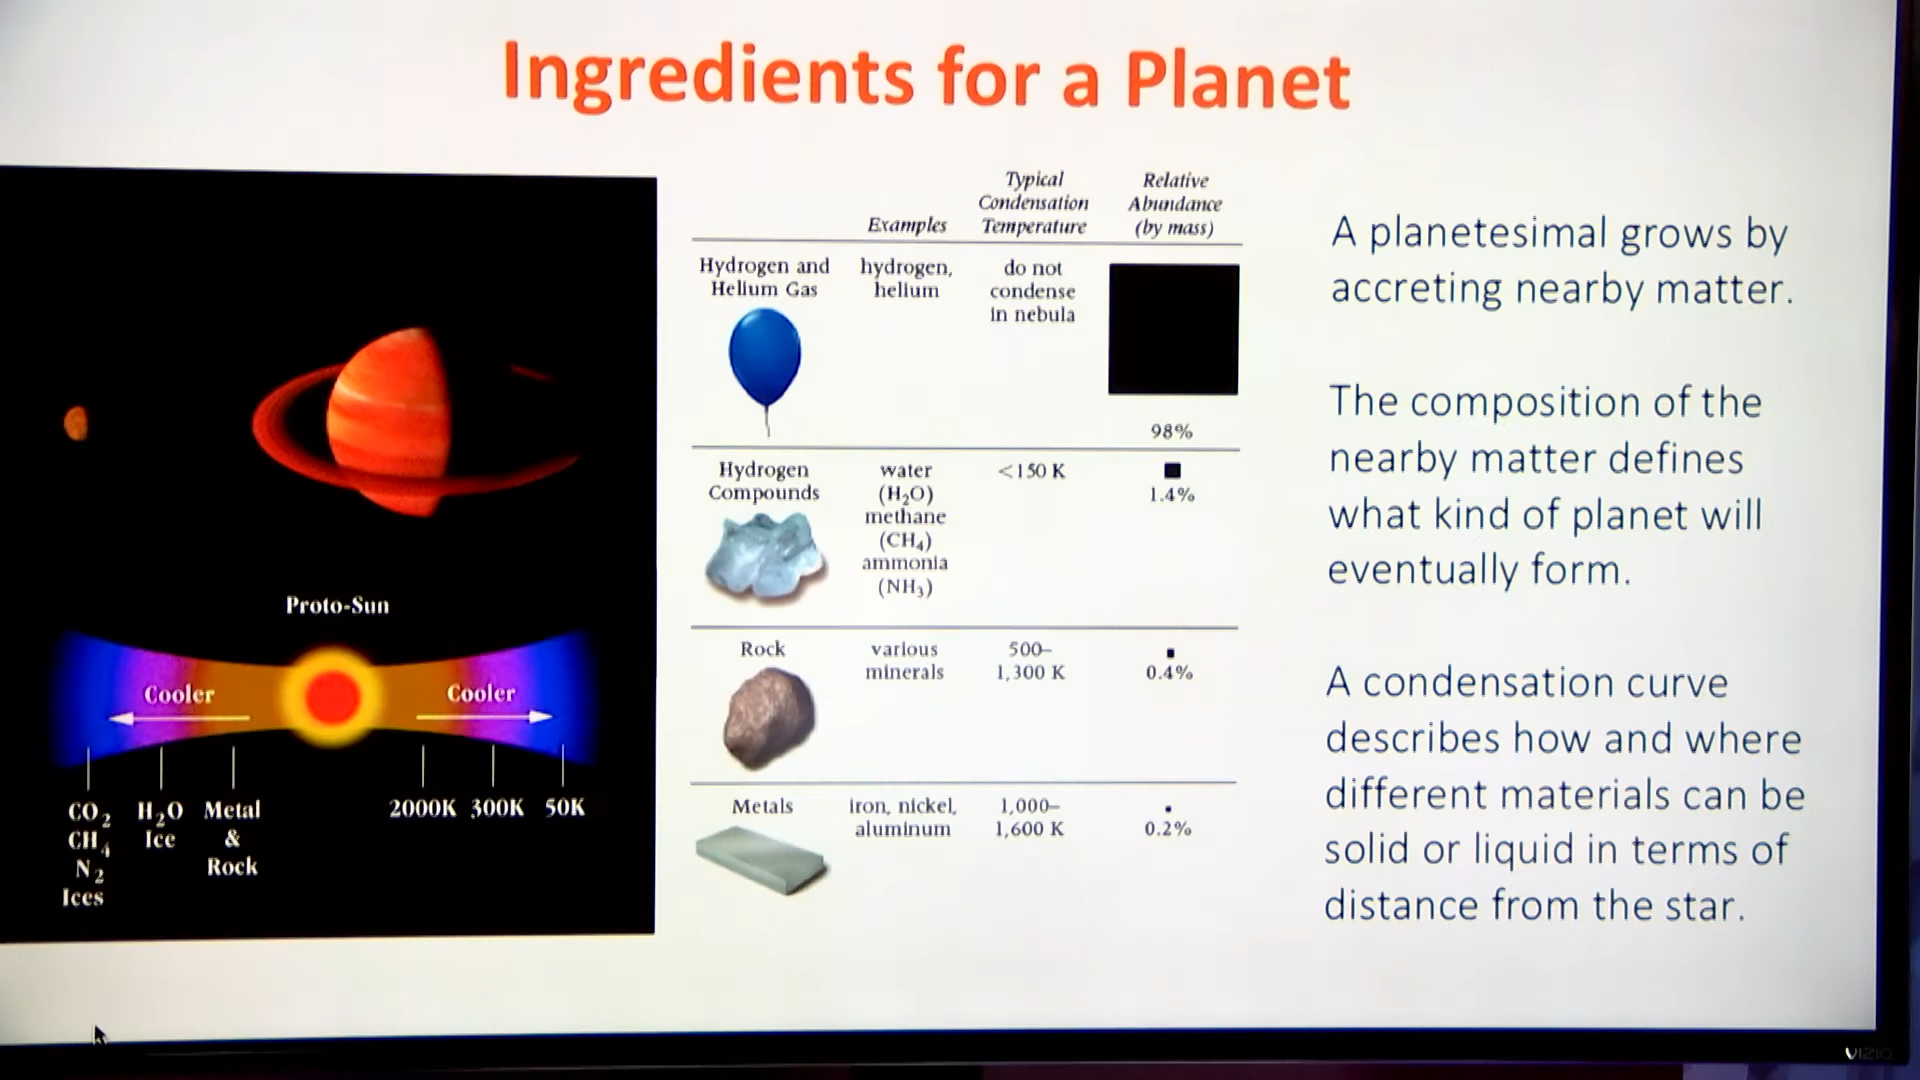 Ingredients for a Planet
Proto-Sun
Cooler
Cooler
CO₂
CH₄
N₂
Ices
H₂O
Ice
Metal
&
Rock
2000K
300K
50K
Examples
Typical
Condensation
Temperature
Relative
Abundance
(by mass)
Hydrogen and
Helium Gas
hydrogen,
helium
do not
condense
in nebula
98%
Hydrogen
Compounds
water
(H₂O)
methane
(CH₄)
ammonia
(NH₃)
<150 K
1.4%
Rock
various
minerals
500–
1,300 K
0.4%
Metals
iron, nickel,
aluminum
1,000–
1,600 K
0.2%
A planetesimal grows by
accreting nearby matter.
The composition of the
nearby matter defines
what kind of planet will
eventually form.
A condensation curve
describes how and where
different materials can be
solid or liquid in terms of
distance from the star.
VIZIO